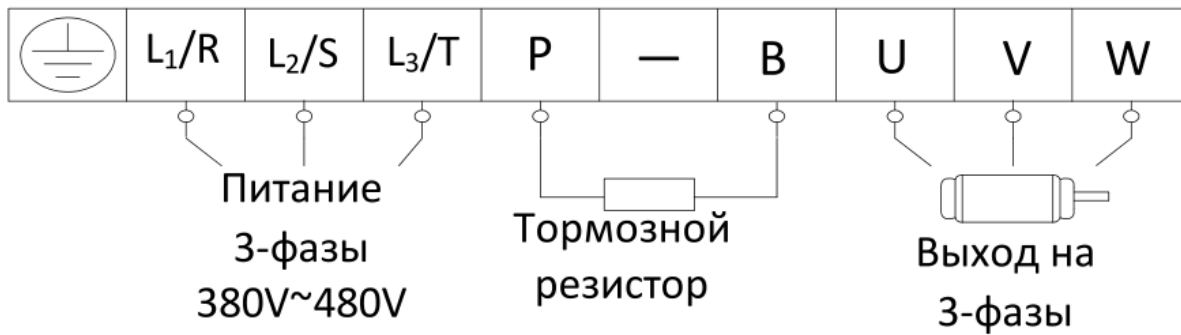 L₁/R L₂/S L₃/T P — B U V W
Питание
3-фазы
380V~480V
Тормозной
резистор
Выход на
3-фазы